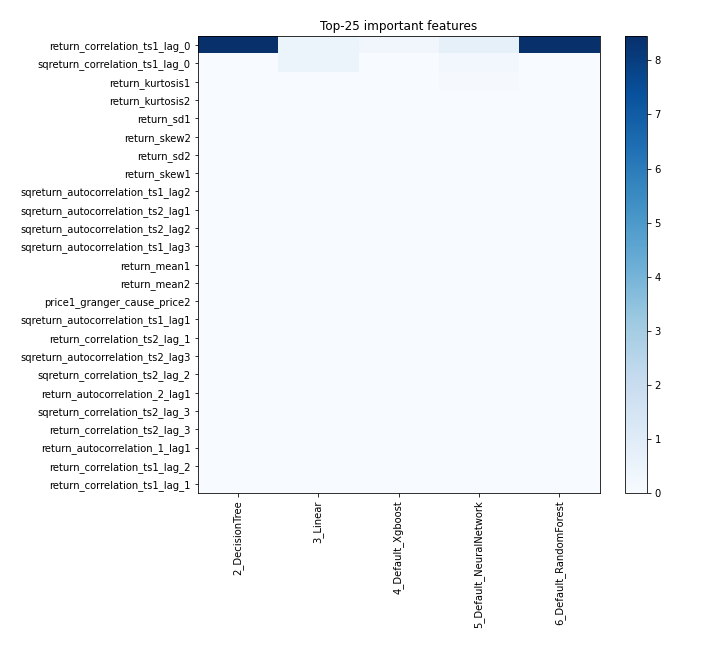 Top-25 important features
return_correlation_ts1_lag_0
sqreturn_correlation_ts1_lag_0
return_kurtosis1
return_kurtosis2
return_sd1
return_skew2
return_sd2
return_skew1
sqreturn_autocorrelation_ts1_lag2
sqreturn_autocorrelation_ts2_lag1
sqreturn_autocorrelation_ts2_lag2
sqreturn_autocorrelation_ts1_lag3
return_mean1
return_mean2
price1_granger_cause_price2
sqreturn_autocorrelation_ts1_lag1
return_correlation_ts2_lag_1
sqreturn_autocorrelation_ts2_lag3
sqreturn_correlation_ts2_lag_2
return_autocorrelation_2_lag1
sqreturn_correlation_ts2_lag_3
return_correlation_ts2_lag_3
return_autocorrelation_1_lag1
return_correlation_ts1_lag_2
return_correlation_ts1_lag_1
2_DecisionTree
3_Linear
4_Default_Xgboost
5_Default_NeuralNetwork
6_Default_RandomForest
8
7
6
5
4
3
2
1
0